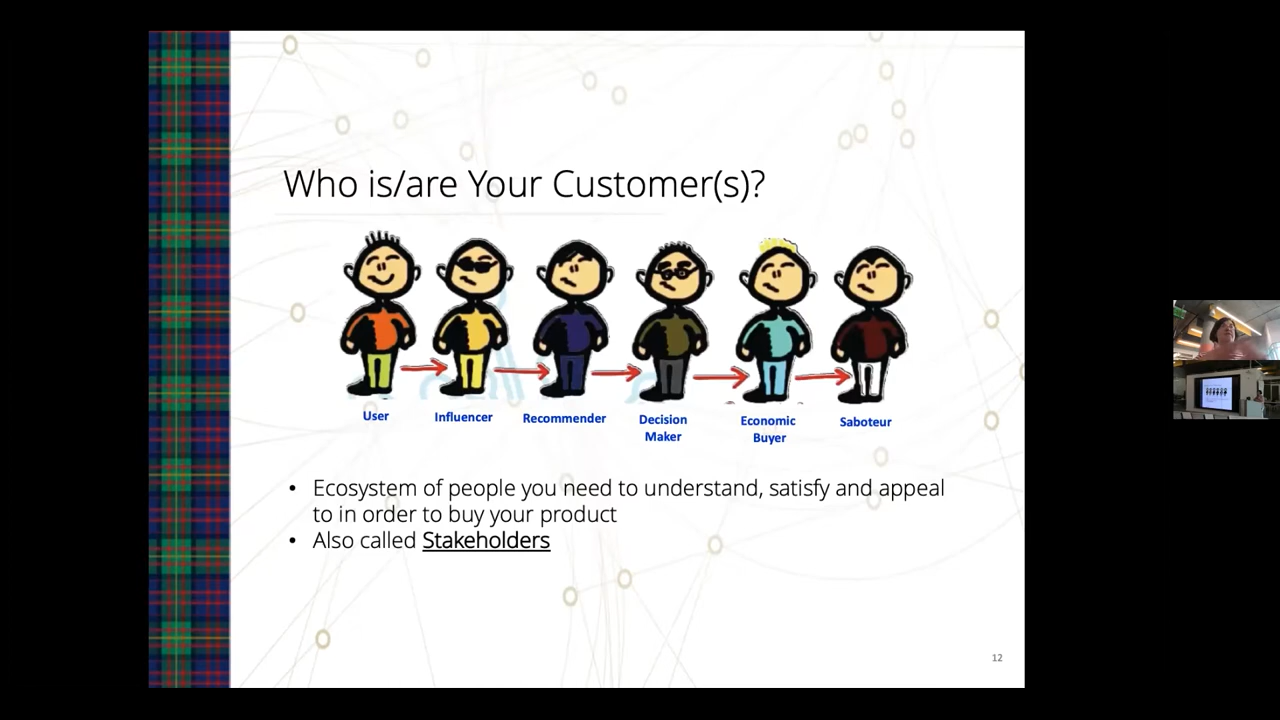 Who is/are Your Customer(s)?
User
Influencer
Recommender
Decision
Maker
Economic
Buyer
Saboteur
• Ecosystem of people you need to understand, satisfy and appeal
to in order to buy your product
• Also called Stakeholders
12